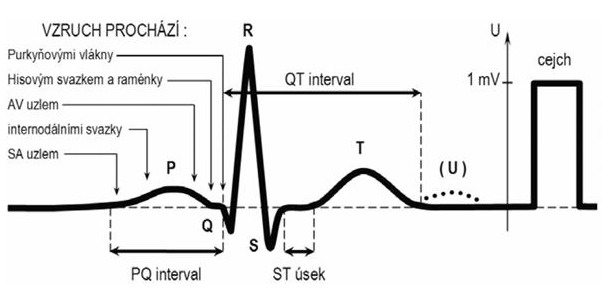 VZRUCH PROCHÁZÍ :
Purkyňovými vlákny
Hisovým svazkem a raménky
AV uzlem
internodálními svazky
SA uzlem
P
Q
R
S
QT interval
T
( U )
U
1 mV
cejch
PQ interval
ST úsek